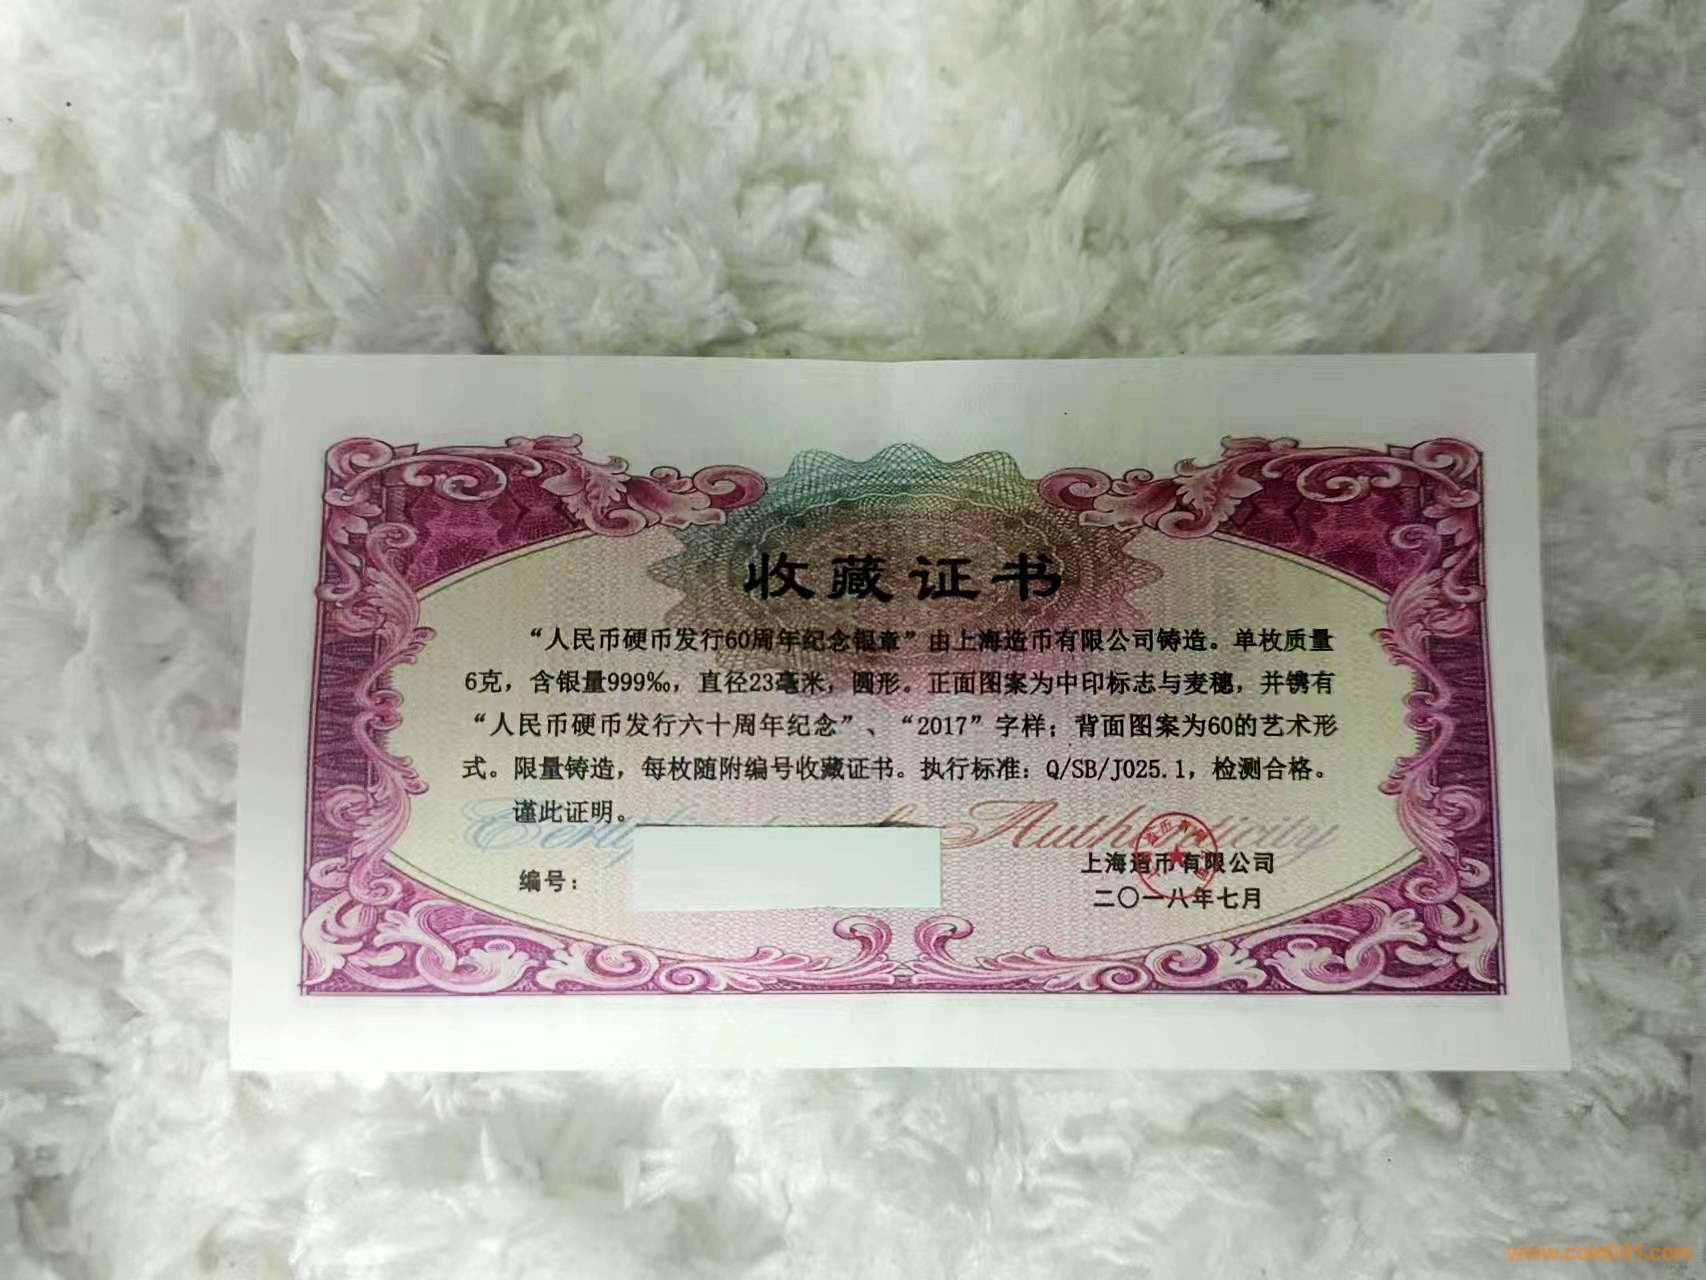 收藏证书
“人民币硬币发行60周年纪念银章”由上海造币有限公司铸造。单枚质量
6克，含银量999‰，直径23毫米，圆形。正面图案为中印标志与麦穗，并镌有
“人民币硬币发行六十周年纪念”、“2017”字样；背面图案为60的艺术形
式。限量铸造，每枚随附编号收藏证书。执行标准：Q/SB/J025.1，检测合格。
谨此证明。
编号：
上海造币有限公司
二〇一八年七月
www.coin001.com